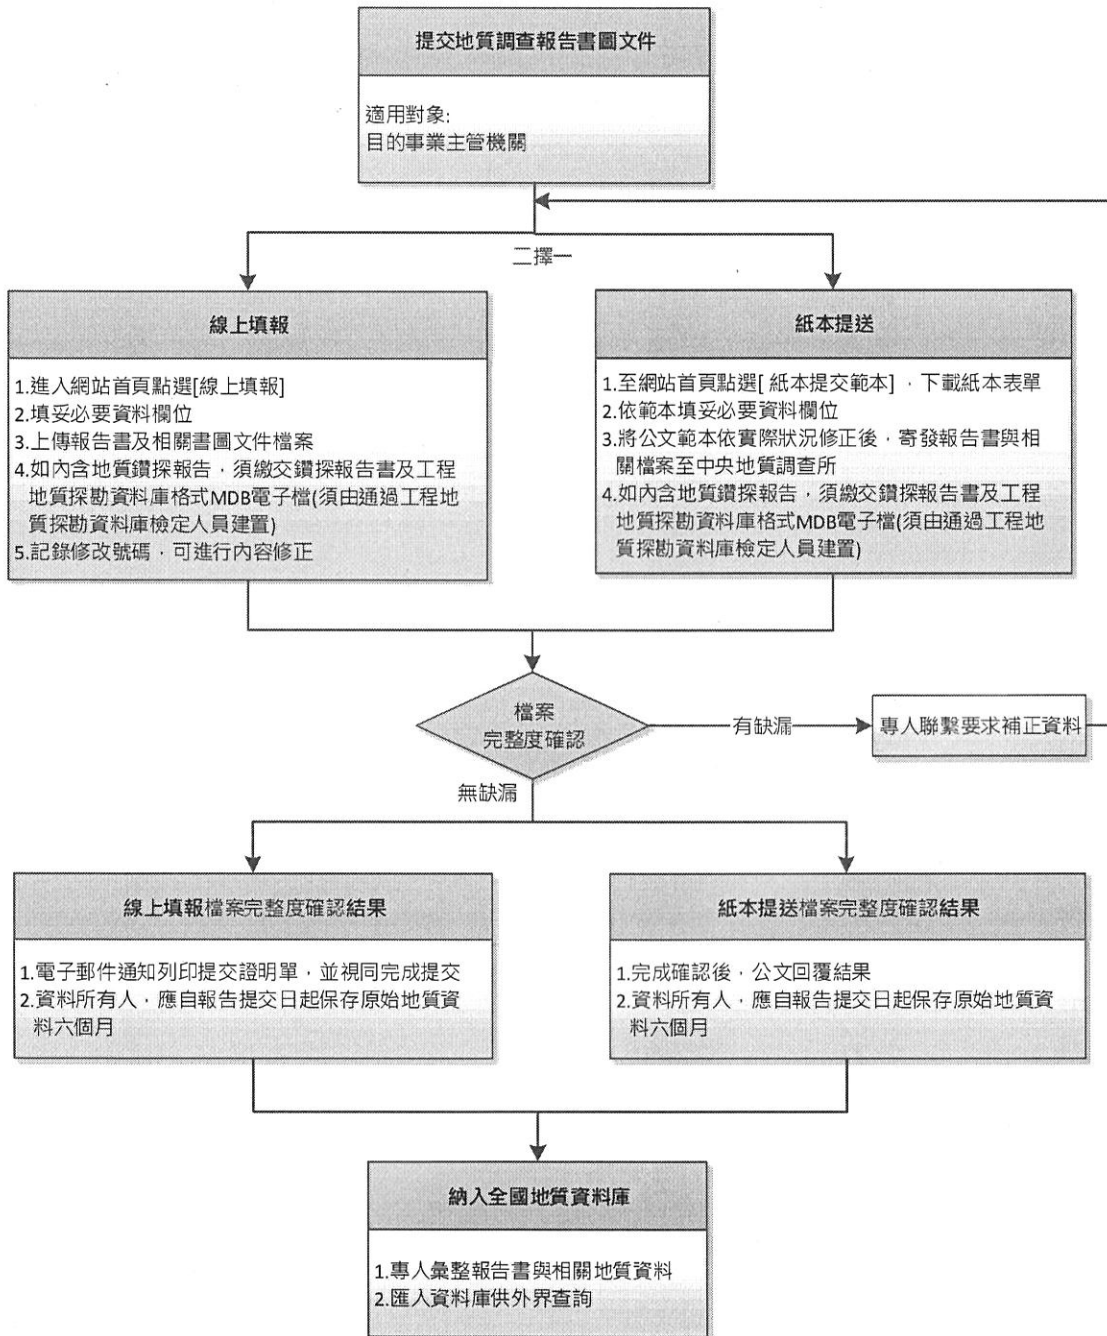 提交地質調查報告書圖文件
適用對象:
目的事業主管機關
二擇一
線上填報
1.進入網站首頁點選[線上填報]
2.填妥必要資料欄位
3.上傳報告書及相關書圖文件檔案
4.如內含地質鑽探報告，須繳交鑽探報告書及工程
地質探勘資料庫格式MDB電子檔(須由通過工程地
質探勘資料庫檢定人員建置)
5.記錄修改號碼，可進行內容修正
紙本提送
1.至網站首頁點選[ 紙本提交範本]，下載紙本表單
2.依範本填妥必要資料欄位
3.將公文範本依實際狀況修正後，寄發報告書與相
關檔案至中央地質調查所
4.如內含地質鑽探報告，須繳交鑽探報告書及工程
地質探勘資料庫格式MDB電子檔(須由通過工程地
質探勘資料庫檢定人員建置)
檔案
完整度確認
有缺漏
專人聯繫要求補正資料
無缺漏
線上填報檔案完整度確認結果
1.電子郵件通知列印提交證明單，並視同完成提交
2.資料所有人，應自報告提交日起保存原始地質資
料六個月
紙本提送檔案完整度確認結果
1.完成確認後，公文回覆結果
2.資料所有人，應自報告提交日起保存原始地質資
料六個月
納入全國地質資料庫
1.專人彙整報告書與相關地質資料
2.匯入資料庫供外界查詢